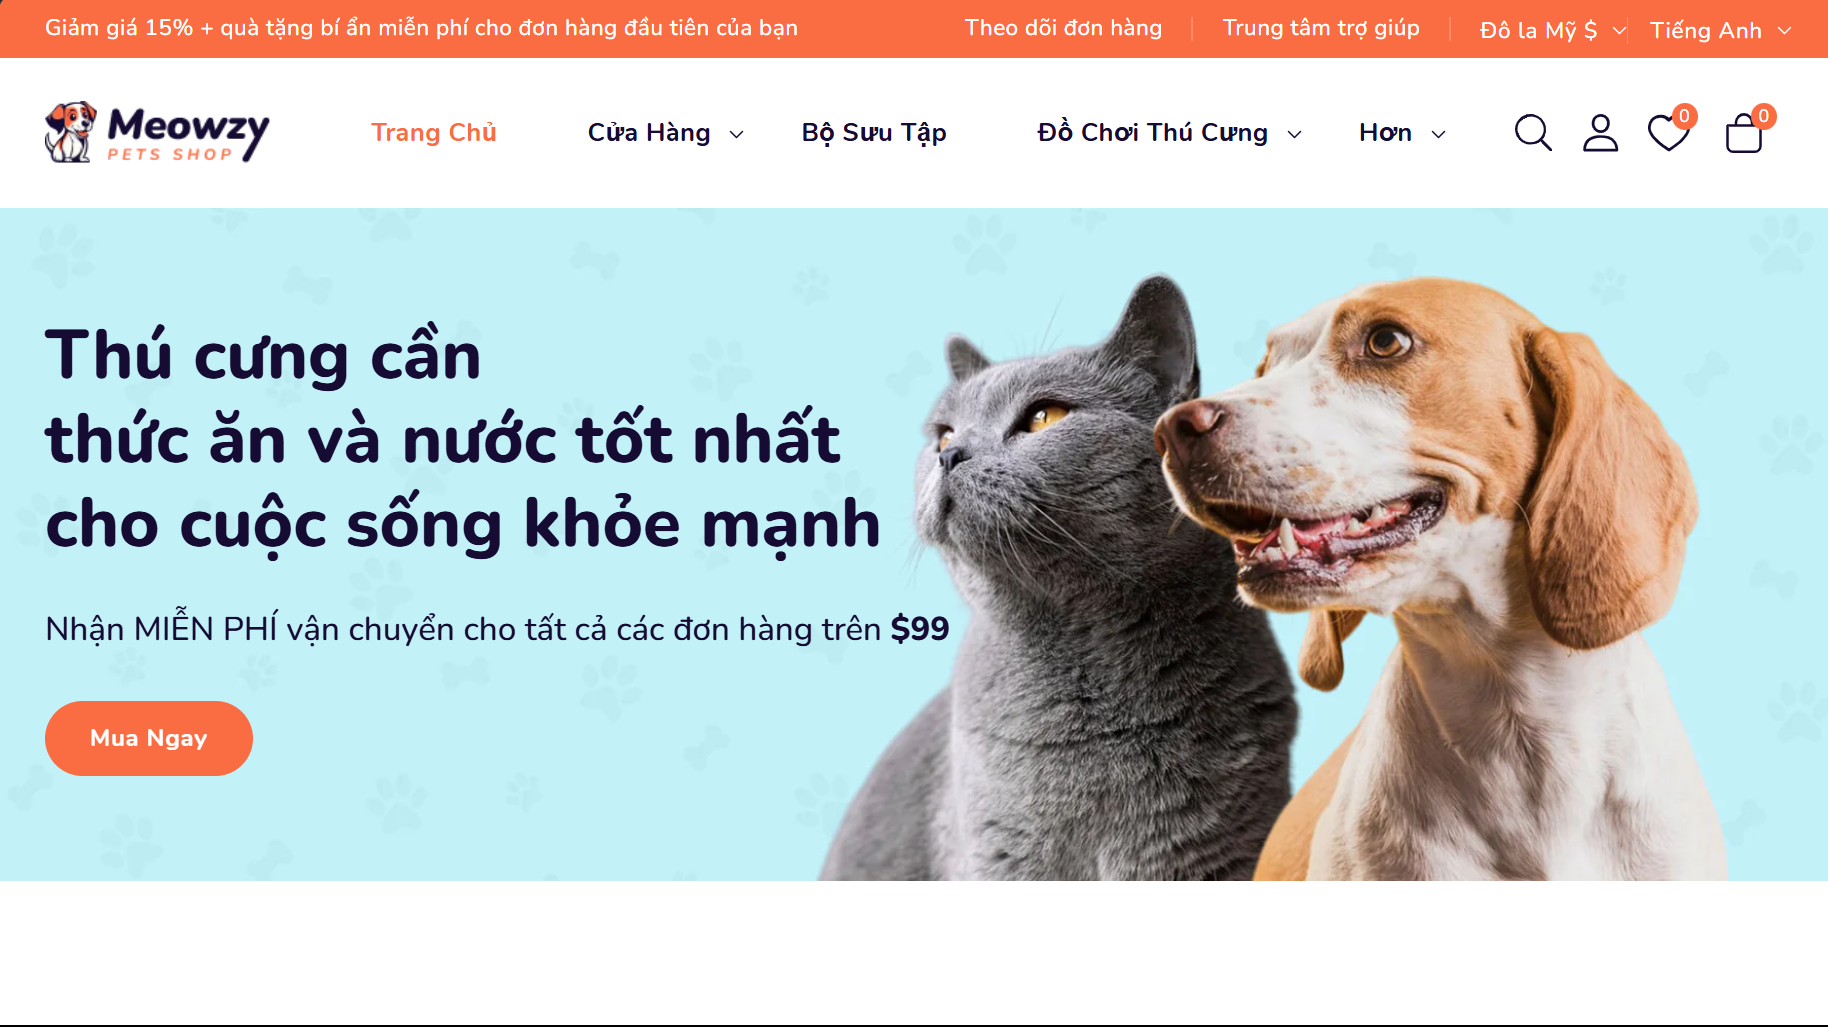 Giảm giá 15% + quà tặng bí ẩn miễn phí cho đơn hàng đầu tiên của bạn
Theo dõi đơn hàng
Trung tâm trợ giúp
Đô la Mỹ $
Tiếng Anh
Meowzy
PETS SHOP
Trang Chủ
Cửa Hàng
Bộ Sưu Tập
Đồ Chơi Thú Cưng
Hơn
0
0
Thú cưng cần
thức ăn và nước tốt nhất
cho cuộc sống khỏe mạnh
Nhận MIỄN PHÍ vận chuyển cho tất cả các đơn hàng trên $99
Mua Ngay